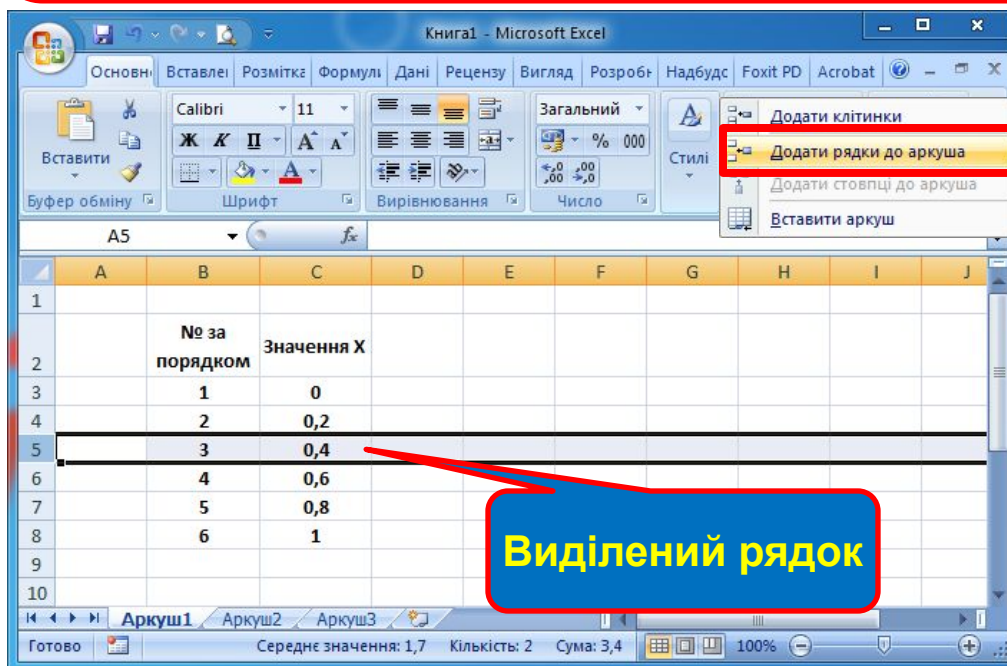 Книга1 - Microsoft Excel
Основні Вставлеі Розмітка Формулі Дані Рецензу Вигляд Розробн Надбудс Foxit PD Acrobat
Вставити
Calibri 11
Ж К П
A A
A
Загальний
% 000
Стилі
Додати клітинки
Додати рядки до аркуша
Додати стовпці до аркуша
Вставити аркуш
Буфер обміну Шрифт Вирівнювання Число
A5 fx
A B C D E F G H I J
1
2 № за порядком Значення X
3 1 0
4 2 0,2
5 3 0,4
6 4 0,6
7 5 0,8
8 6 1
9
10
Виділений рядок
Аркуш1 Аркуш2 Аркуш3
Готово Середнє значення: 1,7 Кількість: 2 Сума: 3,4 100%